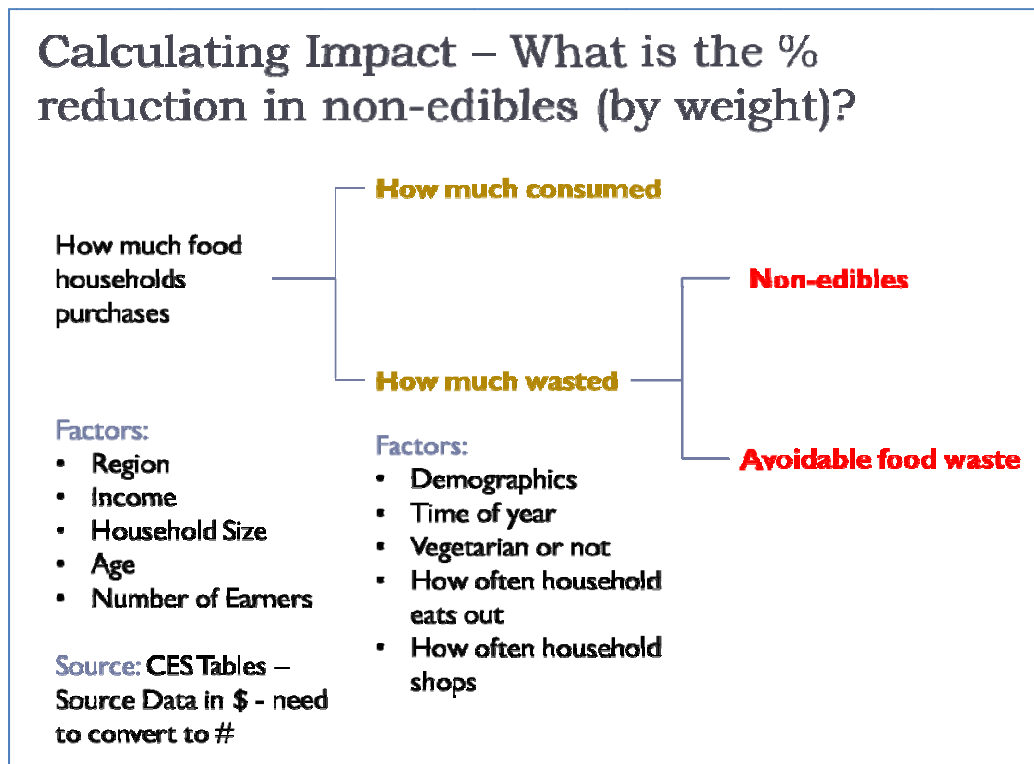 Calculating Impact – What is the %
reduction in non-edibles (by weight)?
How much consumed
How much food
households
purchases
Non-edibles
How much wasted
Avoidable food waste
Factors:
• Region
• Income
• Household Size
• Age
• Number of Earners
Source: CES Tables –
Source Data in $ - need
to convert to #
Factors:
• Demographics
• Time of year
• Vegetarian or not
• How often household
eats out
• How often household
shops